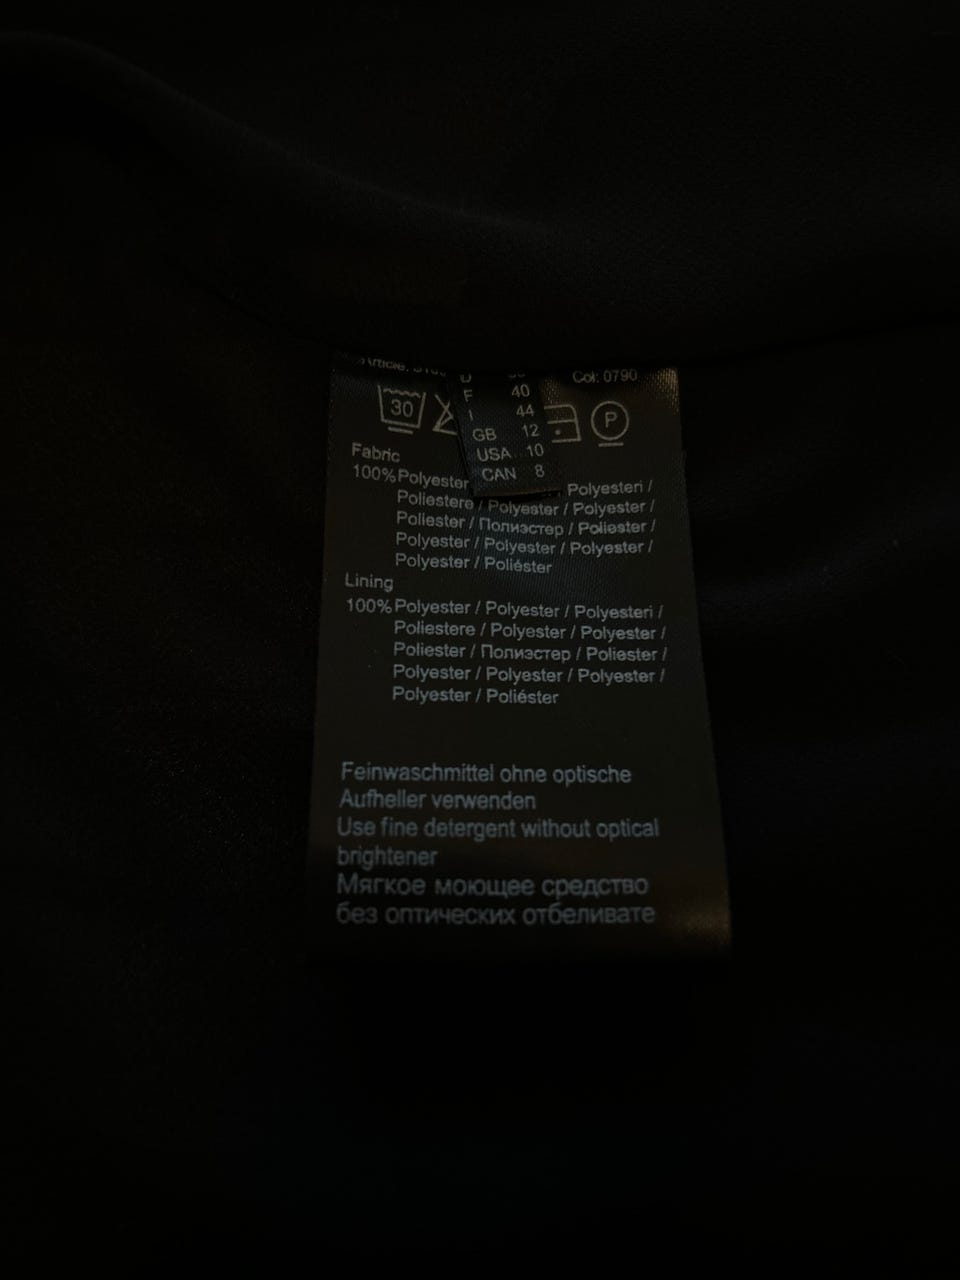 Col: 0790
F 40
I 44
GB 12
USA 10
CAN 8
30
P
Fabric
100% Polyester Polyesteri /
Poliestere / Polyester / Polyester /
Poliester / Полиэстер / Poliester /
Polyester / Polyester / Polyester /
Polyester / Poliéster
Lining
100% Polyester / Polyester / Polyesteri /
Poliestere / Polyester / Polyester /
Poliester / Полиэстер / Poliester /
Polyester / Polyester / Polyester /
Polyester / Poliéster
Feinwaschmittel ohne optische
Aufheller verwenden
Use fine detergent without optical
brightener
Мягкое моющее средство
без оптических отбеливате